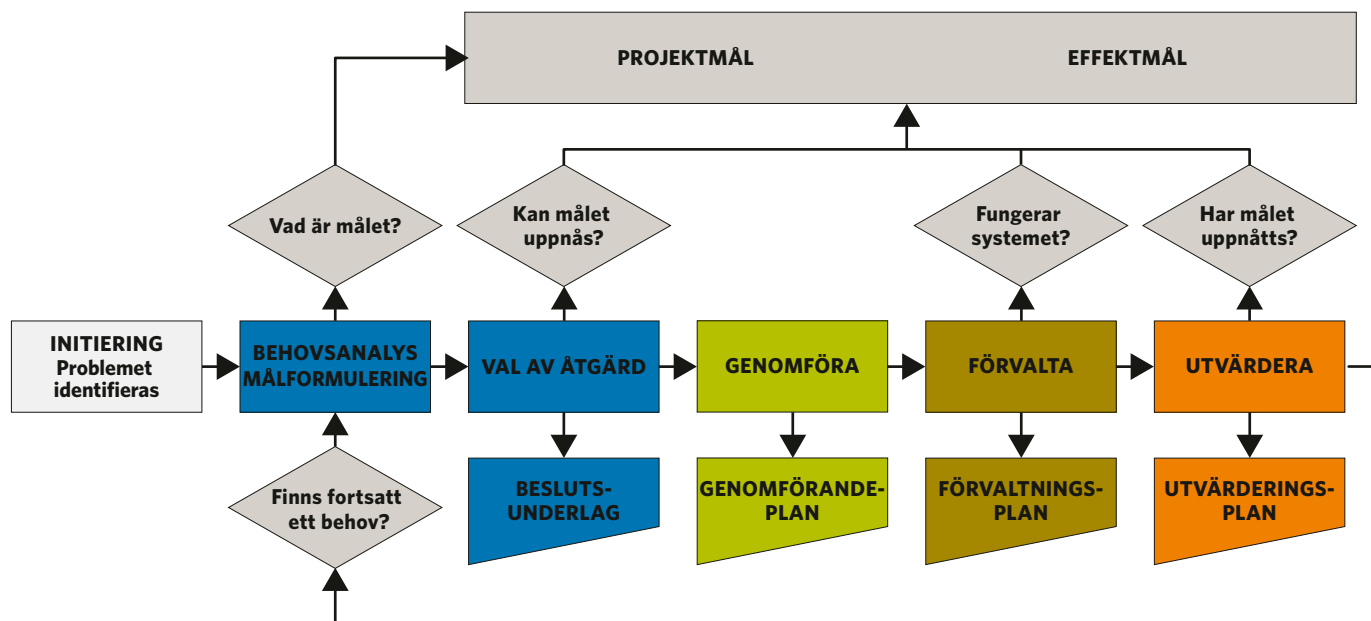 PROJEKTMÅL
EFFEKTMÅL
Vad är målet?
Kan målet
uppnås?
Fungerar
systemet?
Har målet
uppnåtts?
INITIERING
Problemet
identifieras
BEHOVSANALYS
MÅLFORMULERING
VAL AV ÅTGÄRD
GENOMFÖRA
FÖRVALTA
UTVÄRDERA
Finns fortsatt
ett behov?
BESLUTS-
UNDERLAG
GENOMFÖRANDE-
PLAN
FÖRVALTNINGS-
PLAN
UTVÄRDERINGS-
PLAN